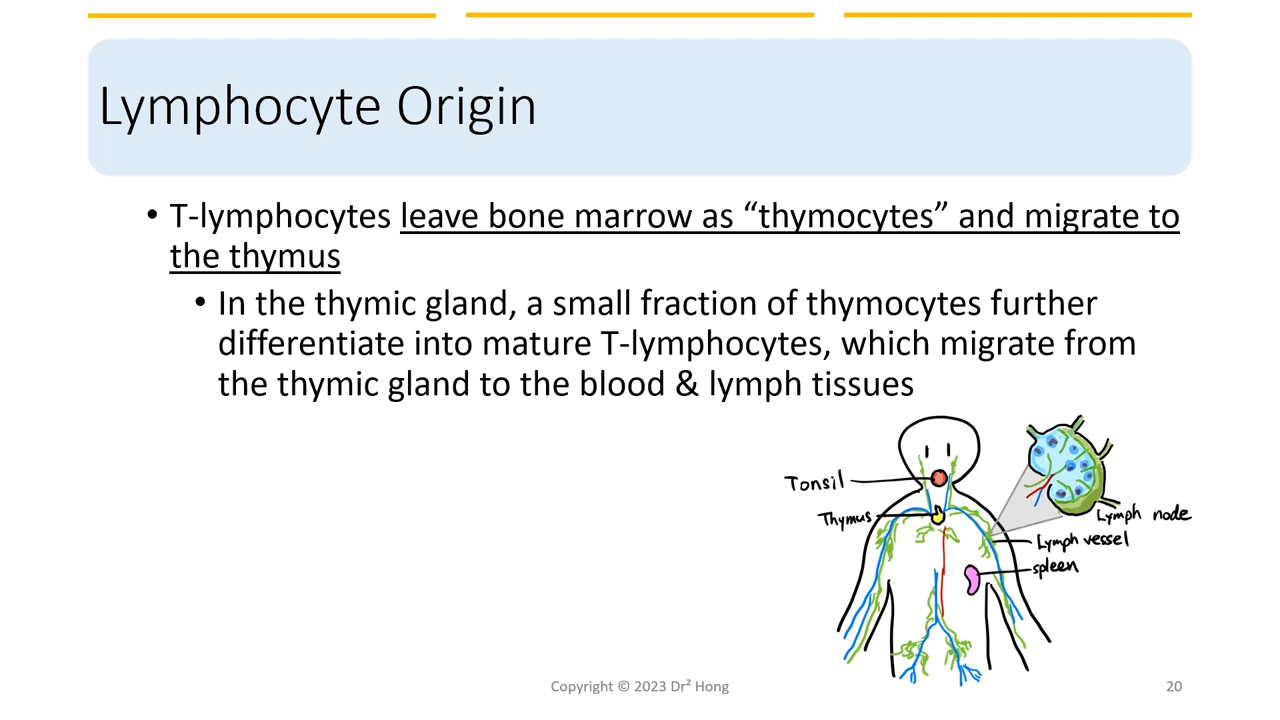 Lymphocyte Origin
• T-lymphocytes leave bone marrow as “thymocytes” and migrate to
the thymus
• In the thymic gland, a small fraction of thymocytes further
differentiate into mature T-lymphocytes, which migrate from
the thymic gland to the blood & lymph tissues
Tonsil
Thymus
Lymph node
Lymph vessel
spleen
Copyright © 2023 Dr² Hong
20